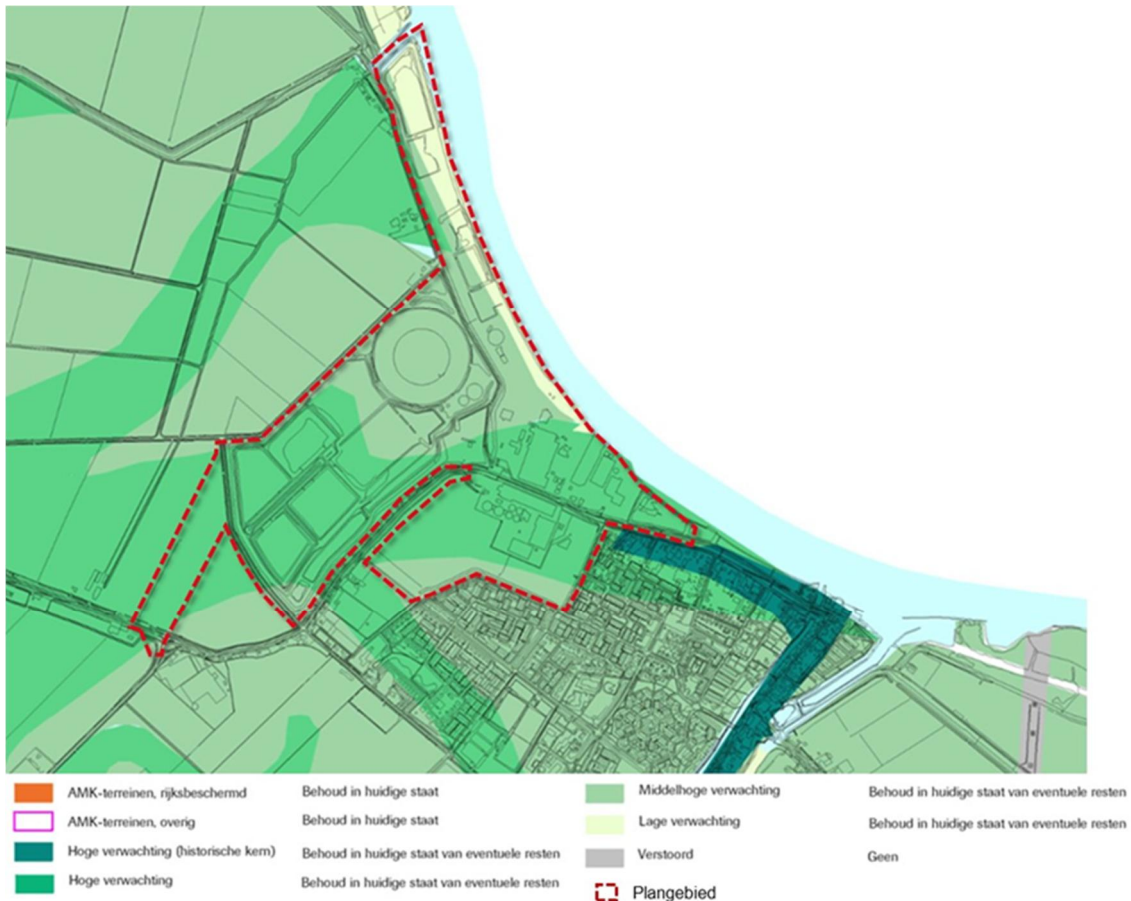 AMK-terreinen, rijksbeschermd Behoud in huidige staat
AMK-terreinen, overig Behoud in huidige staat
Hoge verwachting (historische kern) Behoud in huidige staat van eventuele resten
Hoge verwachting Behoud in huidige staat van eventuele resten
Middelhoge verwachting Behoud in huidige staat van eventuele resten
Lage verwachting Behoud in huidige staat van eventuele resten
Verstoord Geen
Plangebied